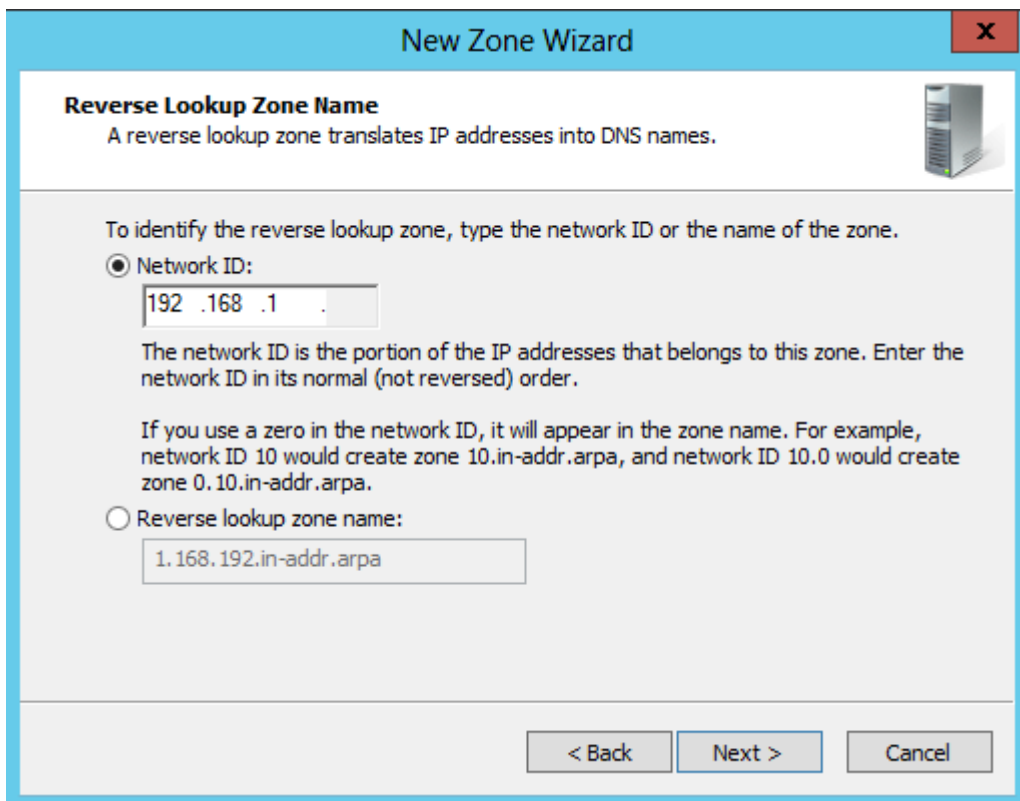 New Zone Wizard
x
Reverse Lookup Zone Name
A reverse lookup zone translates IP addresses into DNS names.
To identify the reverse lookup zone, type the network ID or the name of the zone.
Network ID:
192 .168 .1 .
The network ID is the portion of the IP addresses that belongs to this zone. Enter the
network ID in its normal (not reversed) order.
If you use a zero in the network ID, it will appear in the zone name. For example,
network ID 10 would create zone 10.in-addr.arpa, and network ID 10.0 would create
zone 0.10.in-addr.arpa.
Reverse lookup zone name:
1.168.192.in-addr.arpa
< Back
Next >
Cancel